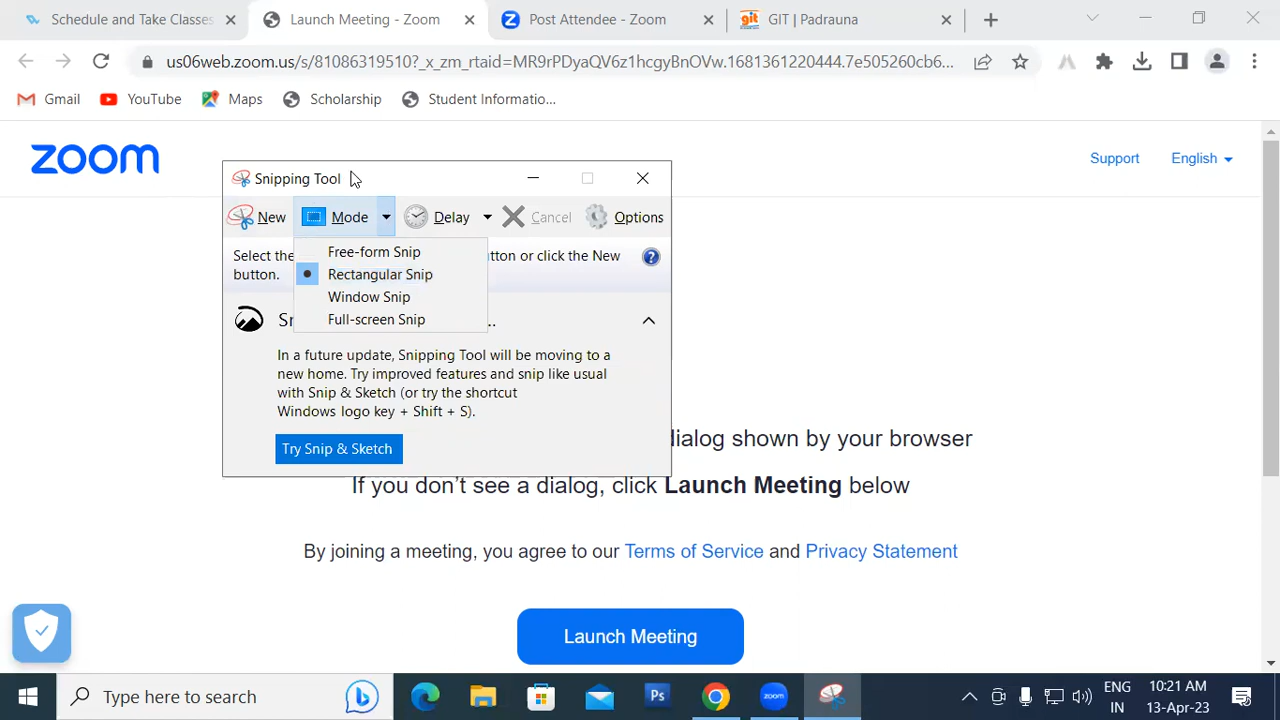 Schedule and Take Classes
Launch Meeting - Zoom
Post Attendee - Zoom
GIT | Padrauna
us06web.zoom.us/s/81086319510?_x_zm_rtaid=MR9rPDyaQV6z1hcgyBnOVw.1681361220444.7e505260cb6...
Gmail
YouTube
Maps
Scholarship
Student Informatio...
zoom
Support
English
Snipping Tool
New
Mode
Delay
Cancel
Options
Select the
tton or click the New
button.
Free-form Snip
Rectangular Snip
Window Snip
Full-screen Snip
In a future update, Snipping Tool will be moving to a
new home. Try improved features and snip like usual
with Snip & Sketch (or try the shortcut
Windows logo key + Shift + S).
Try Snip & Sketch
dialog shown by your browser
If you don't see a dialog, click Launch Meeting below
By joining a meeting, you agree to our Terms of Service and Privacy Statement
Launch Meeting
Type here to search
Ps
zoom
ENG
IN
10:21 AM
13-Apr-23